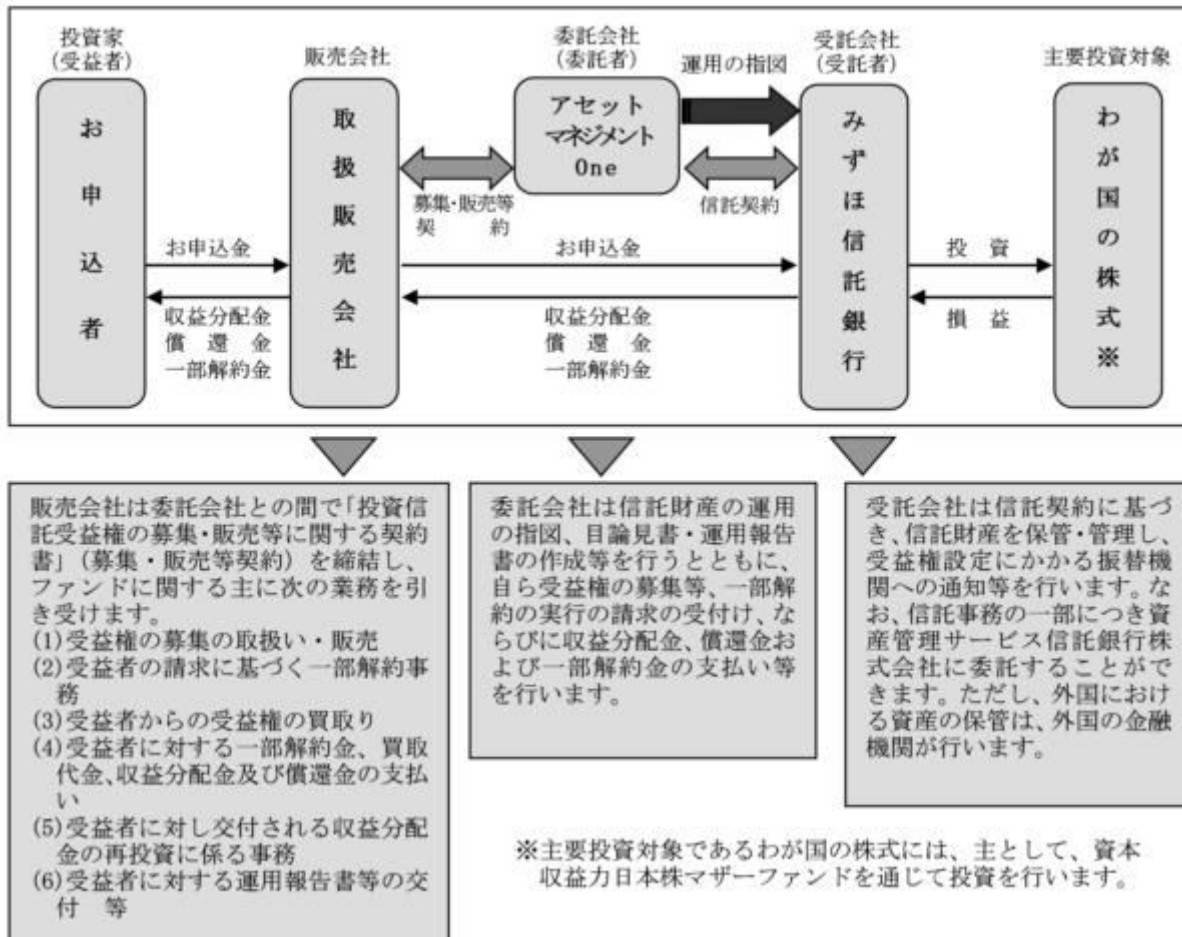 投資家
(受益者)
販売会社
委託会社
(委託者)
受託会社
(受託者)
主要投資対象
お申込者
取扱販売会社
アセット
マネジメント
One
運用の指図
みずほ信託銀行
わが国の株式※
募集・販売等
契 約
信託契約
お申込金
お申込金
投 資
収益分配金
償 還 金
一部解約金
収益分配金
償 還 金
一部解約金
損 益
販売会社は委託会社との間で「投資信
託受益権の募集・販売等に関する契約
書」(募集・販売等契約)を締結し、
ファンドに関する主に次の業務を引
き受けます。
(1)受益権の募集の取扱い・販売
(2)受益者の請求に基づく一部解約事
務
(3)受益者からの受益権の買取り
(4)受益者に対する一部解約金、買取
代金、収益分配金及び償還金の支払
い
(5)受益者に対し交付される収益分配
金の再投資に係る事務
(6)受益者に対する運用報告書等の交
付 等
委託会社は信託財産の運用
の指図、目論見書・運用報告
書の作成等を行うとともに、
自ら受益権の募集等、一部解
約の実行の請求の受付け、な
らびに収益分配金、償還金お
よび一部解約金の支払い等
を行います。
受託会社は信託契約に基づ
き、信託財産を保管・管理し、
受益権設定にかかる振替機
関への通知等を行います。な
お、信託事務の一部につき資
産管理サービス信託銀行株
式会社に委託することがで
きます。ただし、外国におけ
る資産の保管は、外国の金融
機関が行います。
※主要投資対象であるわが国の株式には、主として、資本
収益力日本株マザーファンドを通じて投資を行います。